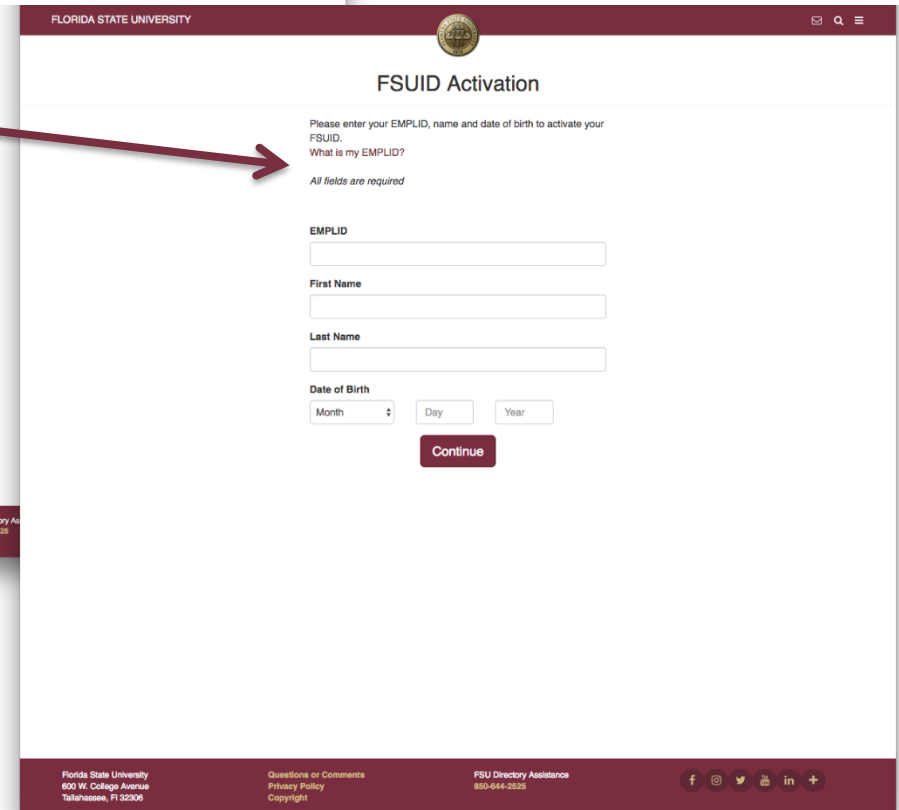 FLORIDA STATE UNIVERSITY
FSUID Activation
Please enter your EMPLID, name and date of birth to activate your
FSUID.
What is my EMPLID?
All fields are required
EMPLID
First Name
Last Name
Date of Birth
Month
Day
Year
Continue
25
Florida State University
600 W. College Avenue
Tallahassee, Fl 32306
Questions or Comments
Privacy Policy
Copyright
FSU Directory Assistance
850-644-2525